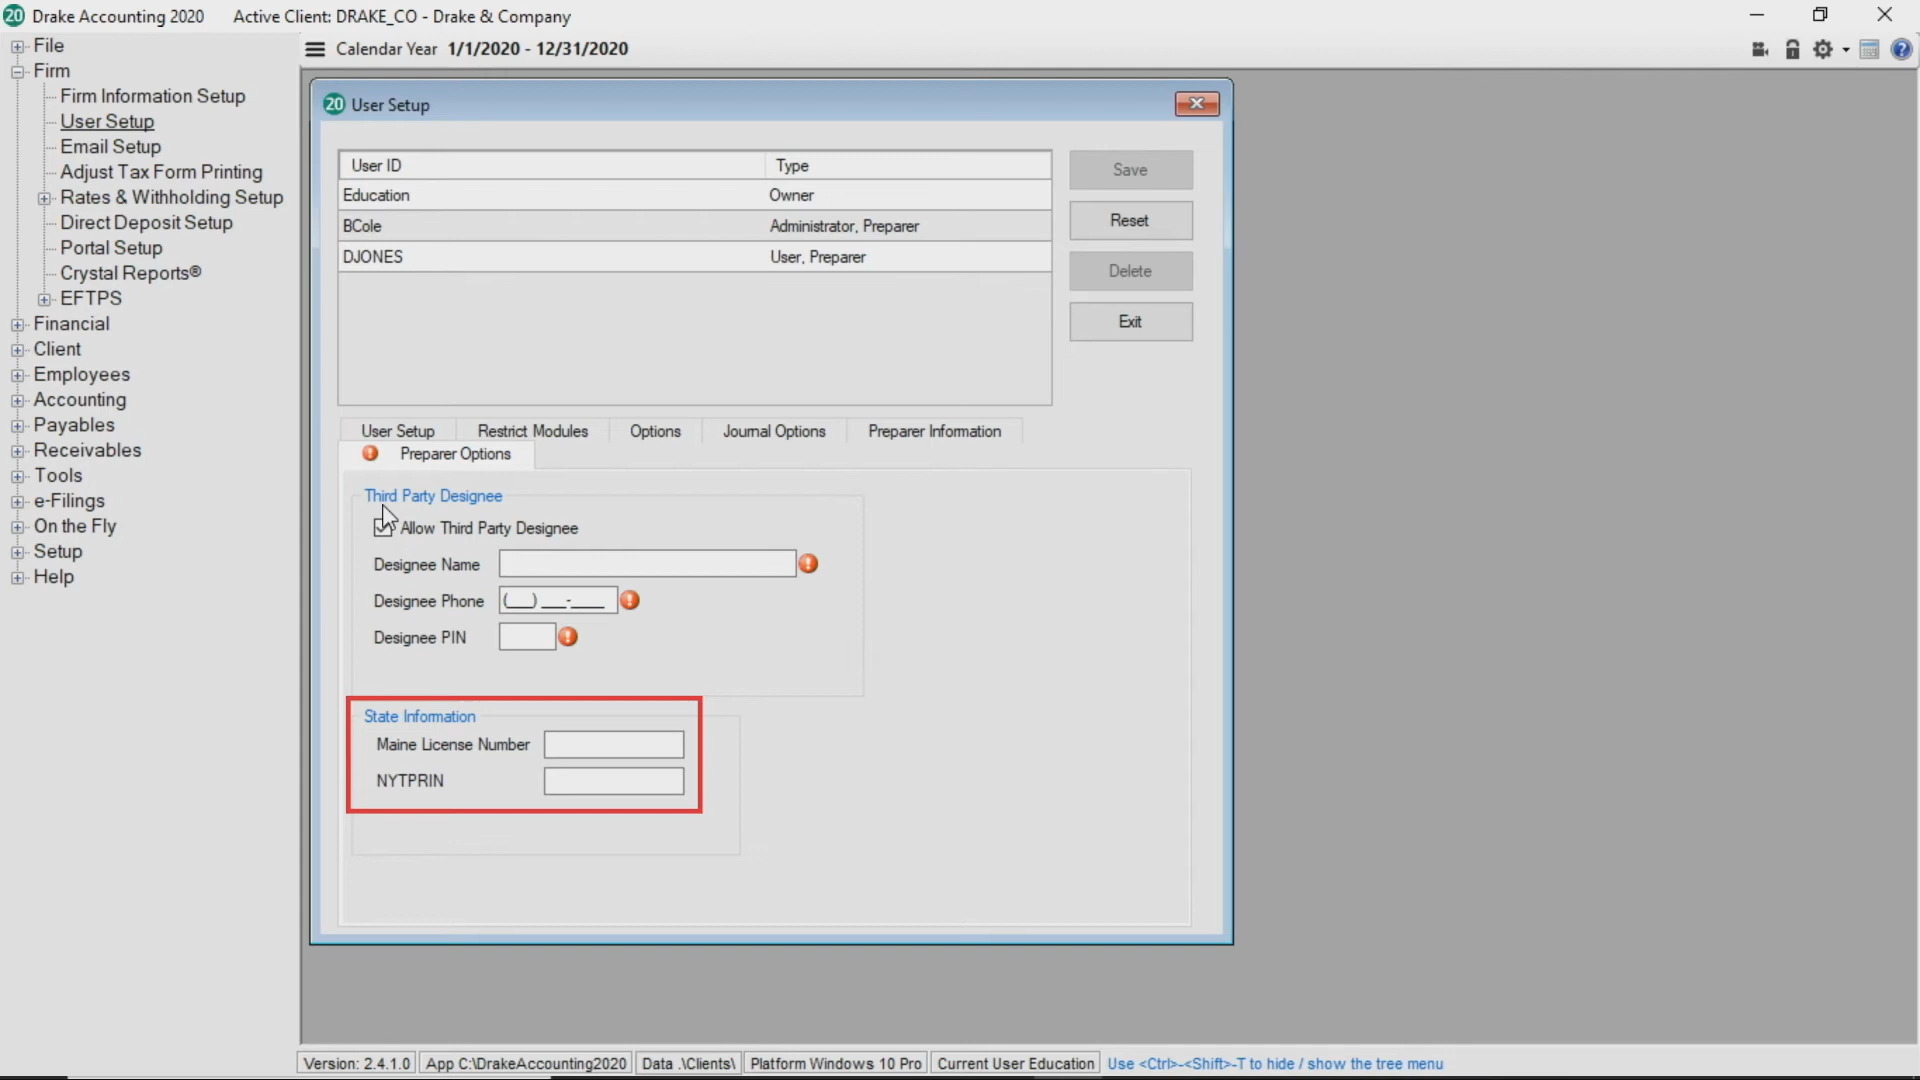 20 Drake Accounting 2020 Active Client: DRAKE_CO - Drake & Company
Calendar Year 1/1/2020 - 12/31/2020
File
Firm
Firm Information Setup
User Setup
Email Setup
Adjust Tax Form Printing
Rates & Withholding Setup
Direct Deposit Setup
Portal Setup
Crystal Reports®
EFTPS
Financial
Client
Employees
Accounting
Payables
Receivables
Tools
e-Filings
On the Fly
Setup
Help
20 User Setup
User ID Type
Education Owner
BCole Administrator, Preparer
DJONES User, Preparer
Save
Reset
Delete
Exit
User Setup Restrict Modules Options Journal Options Preparer Information
Preparer Options
Third Party Designee
Allow Third Party Designee
Designee Name
Designee Phone (___) ___-____
Designee PIN
State Information
Maine License Number
NYTPRIN
Version: 2.4.1.0 App C:\DrakeAccounting2020 Data .\Clients\ Platform Windows 10 Pro Current User Education Use <Ctrl>-<Shift>-T to hide / show the tree menu